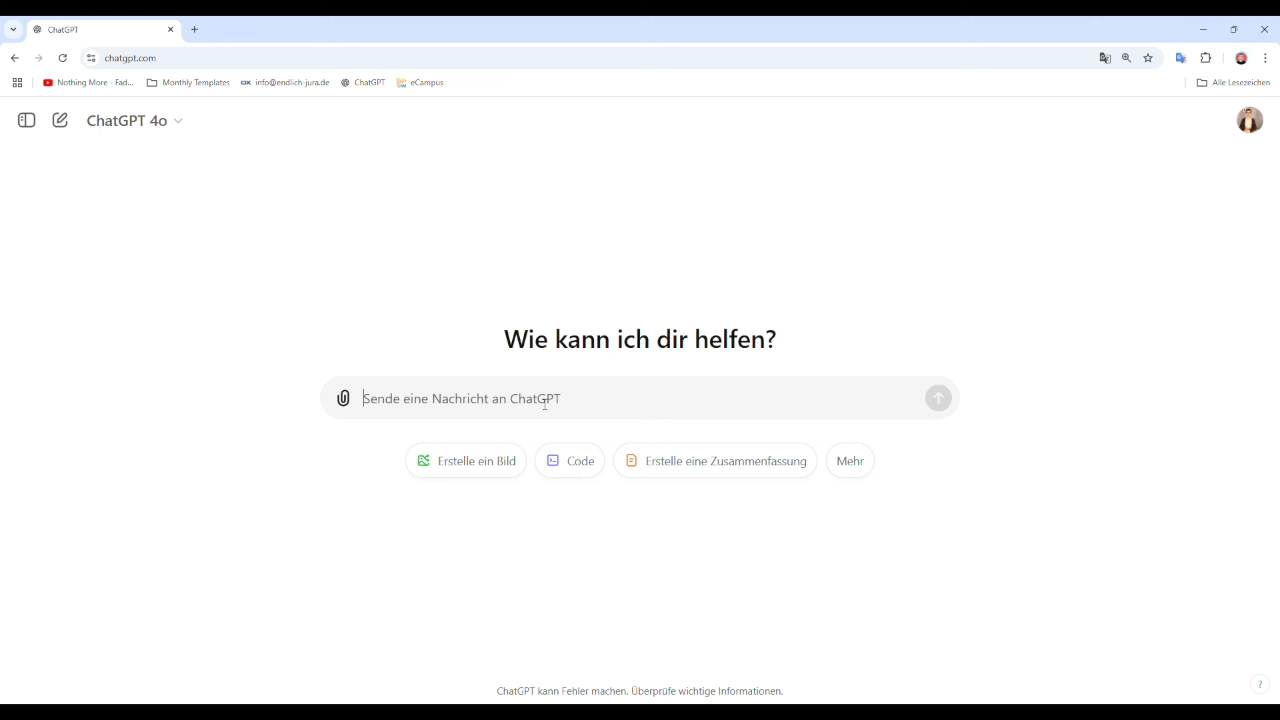 ChatGPT
chatgpt.com
Nothing More - Fad... Monthly Templates info@endlich-jura.de ChatGPT eCampus Alle Lesezeichen
ChatGPT 4o
Wie kann ich dir helfen?
Sende eine Nachricht an ChatGPT
Erstelle ein Bild Code Erstelle eine Zusammenfassung Mehr
ChatGPT kann Fehler machen. Überprüfe wichtige Informationen.
?